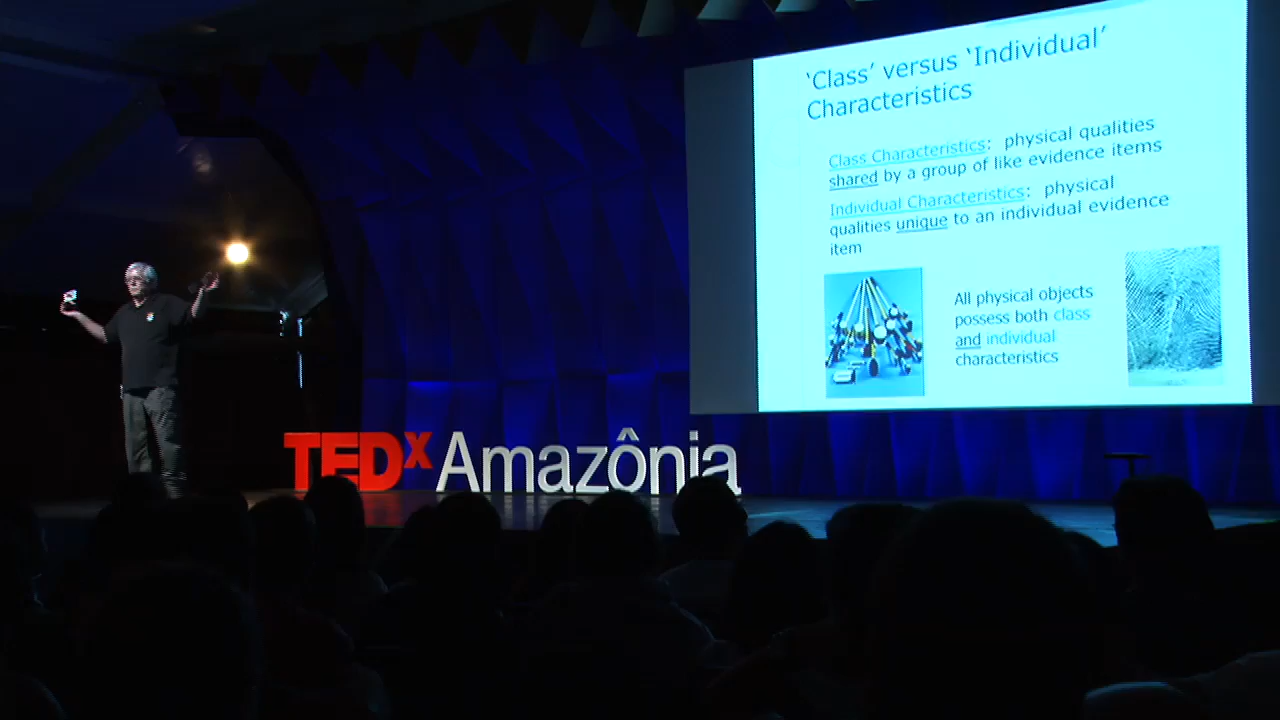 'Class' versus 'Individual'
Characteristics
Class Characteristics: physical qualities
shared by a group of like evidence items
Individual Characteristics: physical
qualities unique to an individual evidence
item
All physical objects
possess both class
and individual
characteristics
TEDx Amazônia